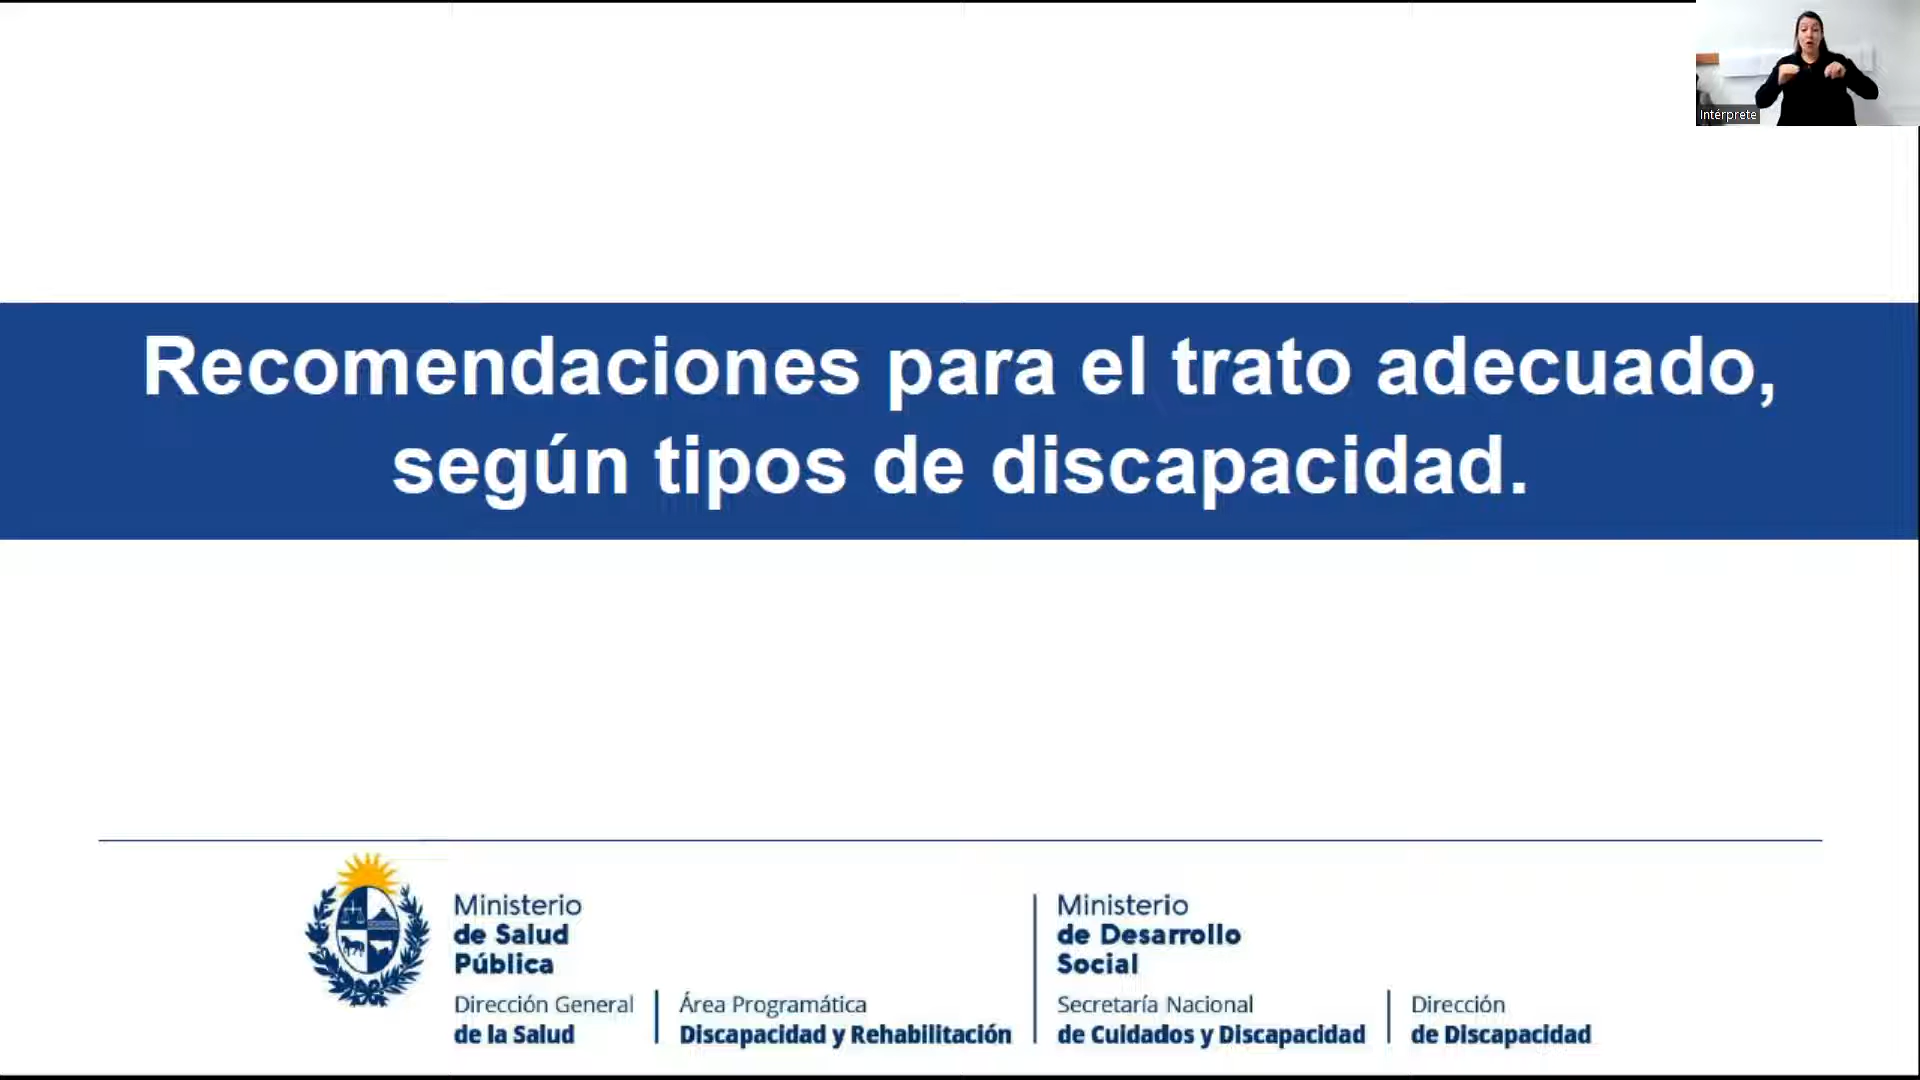 Intérprete
Recomendaciones para el trato adecuado,
según tipos de discapacidad.
Ministerio
de Salud
Pública
Dirección General
de la Salud
Área Programática
Discapacidad y Rehabilitación
Ministerio
de Desarrollo
Social
Secretaría Nacional
de Cuidados y Discapacidad
Dirección
de Discapacidad